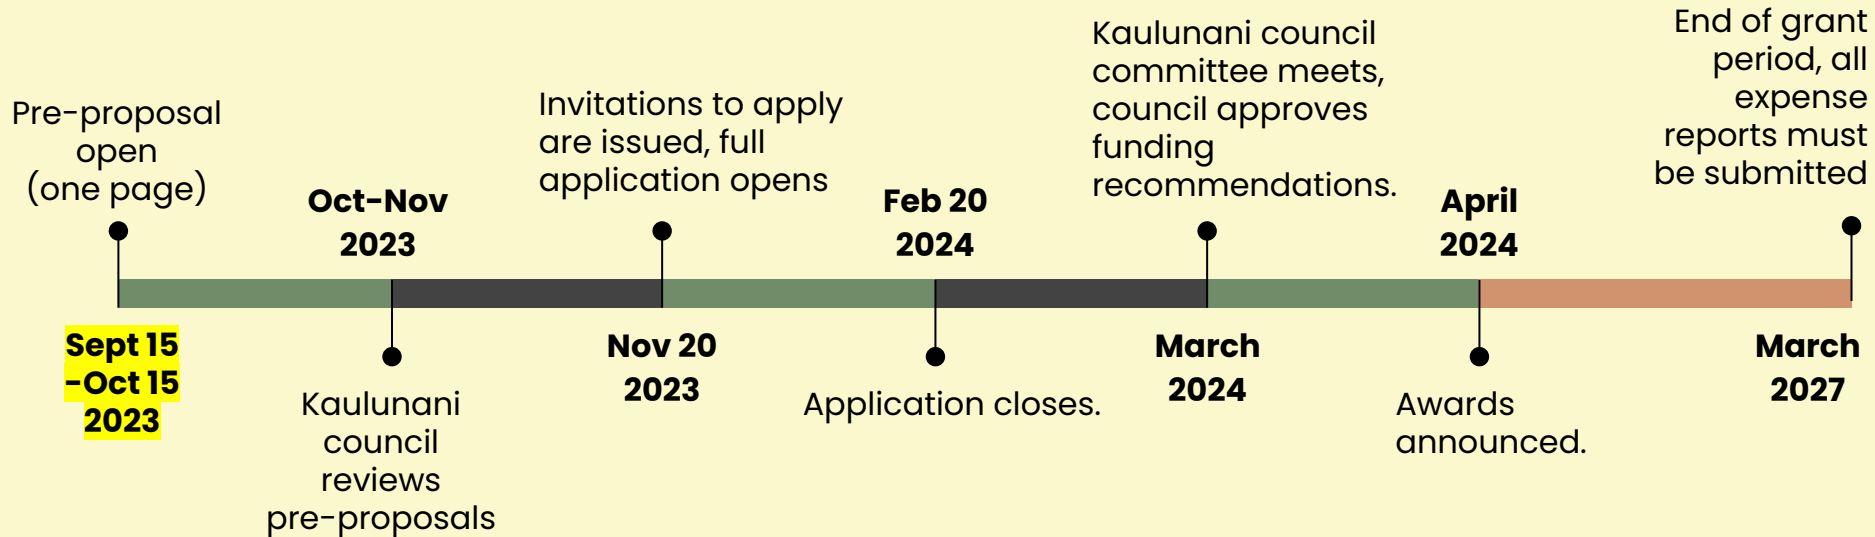 Pre-proposal
open
(one page)
Sept 15
-Oct 15
2023
Oct-Nov
2023
Kaulunani
council
reviews
pre-proposals
Invitations to apply
are issued, full
application opens
Nov 20
2023
Feb 20
2024
Application closes.
Kaulunani council
committee meets,
council approves
funding
recommendations.
March
2024
April
2024
Awards
announced.
End of grant
period, all
expense
reports must
be submitted
March
2027